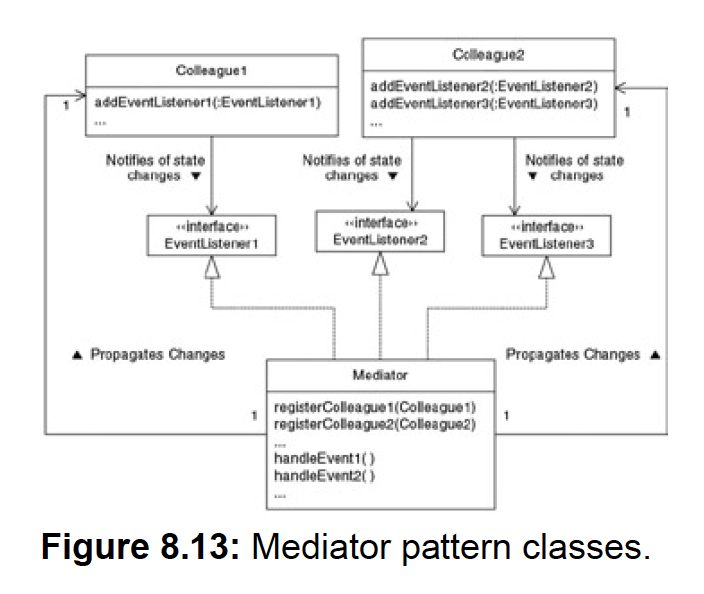 Colleague1
addEventListener1(:EventListener1)
...
Colleague2
addEventListener2(:EventListener2)
addEventListener3(:EventListener3)
...
1
1
Notifies of state
changes ▼
Notifies of state
changes ▼
Notifies of state
▼ changes
‹‹interface››
EventListener1
‹‹interface››
EventListener2
‹‹interface››
EventListener3
▲ Propagates Changes
Propagates Changes ▲
Mediator
registerColleague1(Colleague1)
registerColleague2(Colleague2)
...
handleEvent1( )
handleEvent2( )
...
1
1
Figure 8.13: Mediator pattern classes.